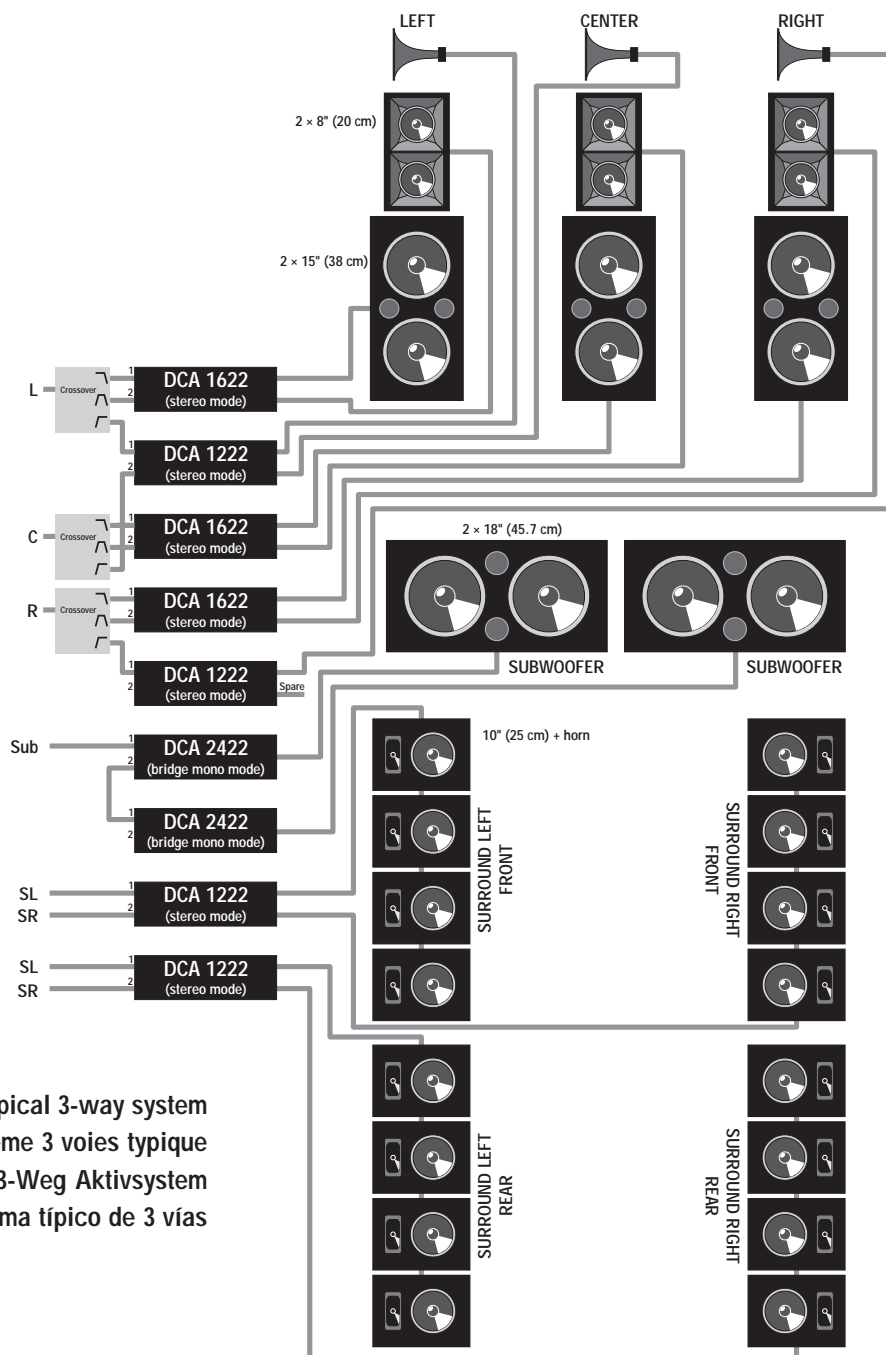 LEFT
CENTER
RIGHT
2 × 8" (20 cm)
2 × 15" (38 cm)
L
Crossover
1
2
DCA 1622
(stereo mode)
1
2
DCA 1222
(stereo mode)
C
Crossover
1
2
DCA 1622
(stereo mode)
R
Crossover
1
2
DCA 1622
(stereo mode)
1
2
DCA 1222
(stereo mode)
Spare
2 × 18" (45.7 cm)
SUBWOOFER
SUBWOOFER
Sub
1
2
DCA 2422
(bridge mono mode)
1
2
DCA 2422
(bridge mono mode)
SL
SR
1
2
DCA 1222
(stereo mode)
SL
SR
1
2
DCA 1222
(stereo mode)
10" (25 cm) + horn
SURROUND LEFT
FRONT
SURROUND RIGHT
FRONT
SURROUND LEFT
REAR
SURROUND RIGHT
REAR
pical 3-way system
ème 3 voies typique
3-Weg Aktivsystem
ma típico de 3 vías